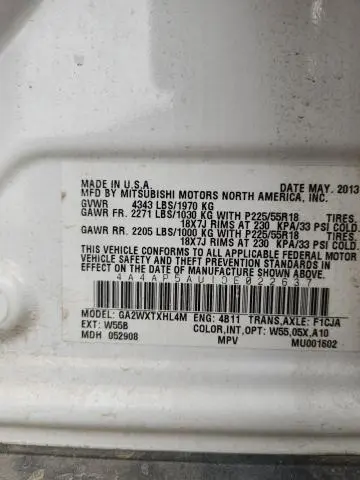 MADE IN U.S.A. DATE MAY. 2013
MFD BY MITSUBISHI MOTORS NORTH AMERICA, INC.
GVWR 4343 LBS/1970 KG
GAWR FR. 2271 LBS/1030 KG WITH P225/55R18 TIRES,
18X7J RIMS AT 230 KPA/33 PSI COLD.
GAWR RR. 2205 LBS/1000 KG WITH P225/55R18 TIRES,
18X7J RIMS AT 230 KPA/33 PSI COLD.
THIS VEHICLE CONFORMS TO ALL APPLICABLE FEDERAL MOTOR
VEHICLE SAFETY AND THEFT PREVENTION STANDARDS IN
EFFECT ON THE DATE OF MANUFACTURE SHOWN ABOVE.
4A4AP5AU1DE022637
MODEL: GA2WXTXHL4M ENG: 4B11 TRANS,AXLE: F1CJA
EXT: W55B COLOR,INT,OPT: W55,05X,A10
MDH 052908 MPV MU001602